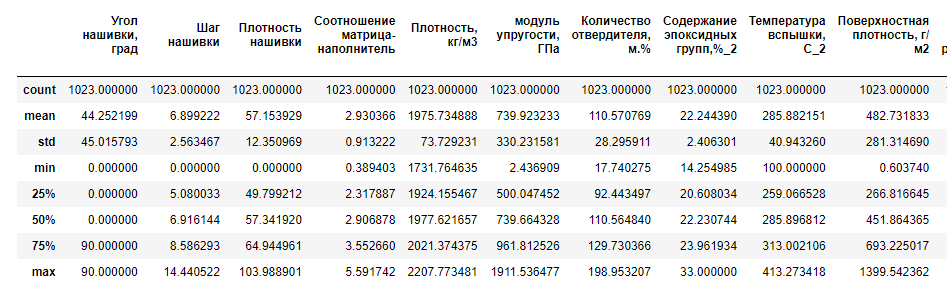 Угол нашивки, град Шаг нашивки Плотность нашивки Соотношение матрица-наполнитель Плотность, кг/м3 модуль упругости, ГПа Количество отвердителя, м.% Содержание эпоксидных групп,%_2 Температура вспышки, С_2 Поверхностная плотность, г/м2
count 1023.000000 1023.000000 1023.000000 1023.000000 1023.000000 1023.000000 1023.000000 1023.000000 1023.000000 1023.000000
mean 44.252199 6.899222 57.153929 2.930366 1975.734888 739.923233 110.570769 22.244390 285.882151 482.731833
std 45.015793 2.563467 12.350969 0.913222 73.729231 330.231581 28.295911 2.406301 40.943260 281.314690
min 0.000000 0.000000 0.000000 0.389403 1731.764635 2.436909 17.740275 14.254985 100.000000 0.603740
25% 0.000000 5.080033 49.799212 2.317887 1924.155467 500.047452 92.443497 20.608034 259.066528 266.816645
50% 0.000000 6.916144 57.341920 2.906878 1977.621657 739.664328 110.564840 22.230744 285.896812 451.864365
75% 90.000000 8.586293 64.944961 3.552660 2021.374375 961.812526 129.730366 23.961934 313.002106 693.225017
max 90.000000 14.440522 103.988901 5.591742 2207.773481 1911.536477 198.953207 33.000000 413.273418 1399.542362